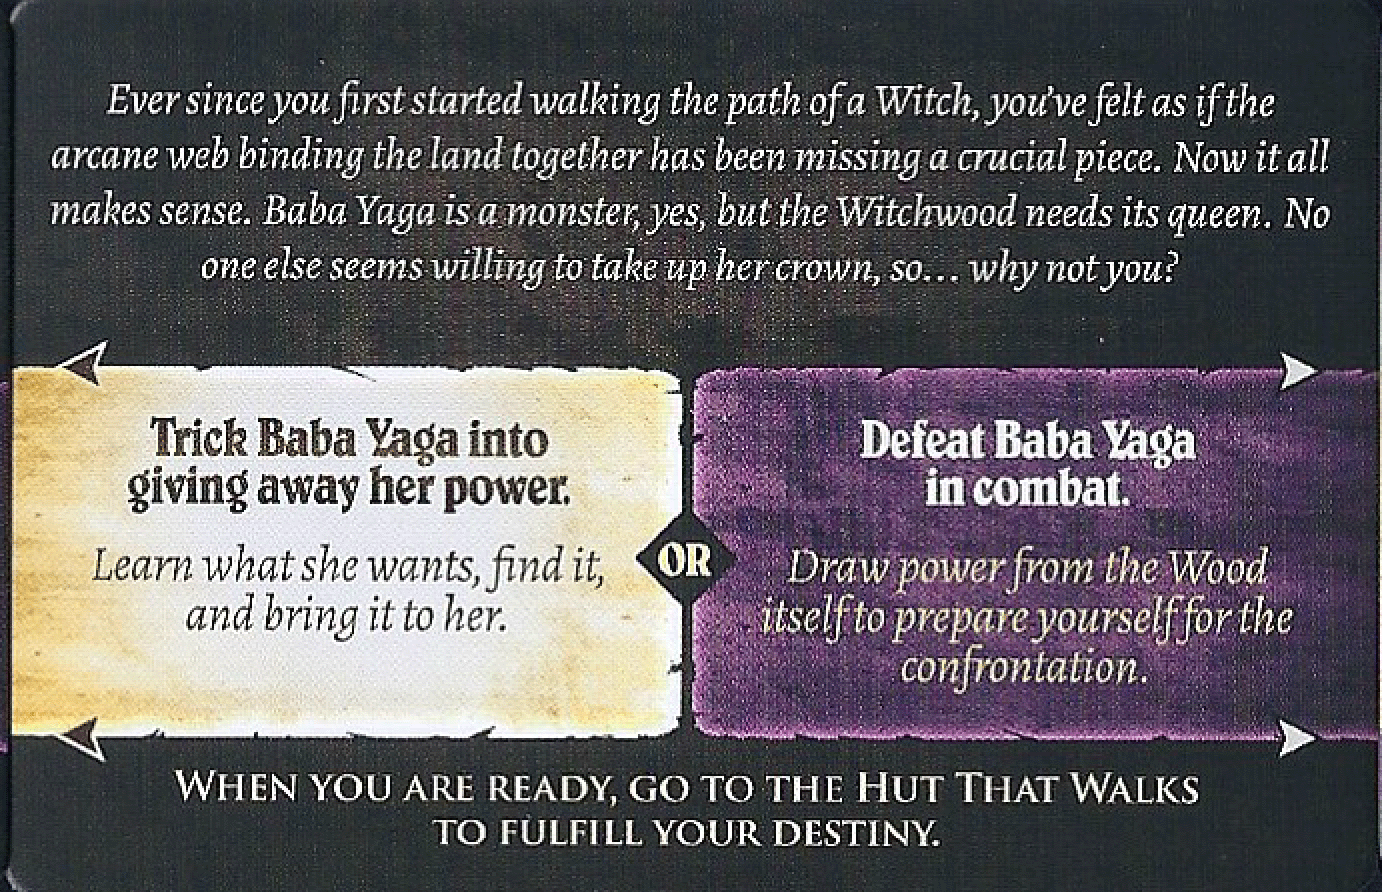 Ever since you first started walking the path of a Witch, you've felt as if the
arcane web binding the land together has been missing a crucial piece. Now it all
makes sense. Baba Yaga is a monster, yes, but the Witchwood needs its queen. No
one else seems willing to take up her crown, so... why not you?
Trick Baba Yaga into
giving away her power.
Learn what she wants, find it,
and bring it to her.
OR
Defeat Baba Yaga
in combat.
Draw power from the Wood
itself to prepare yourself for the
confrontation.
WHEN YOU ARE READY, GO TO THE HUT THAT WALKS
TO FULFILL YOUR DESTINY.